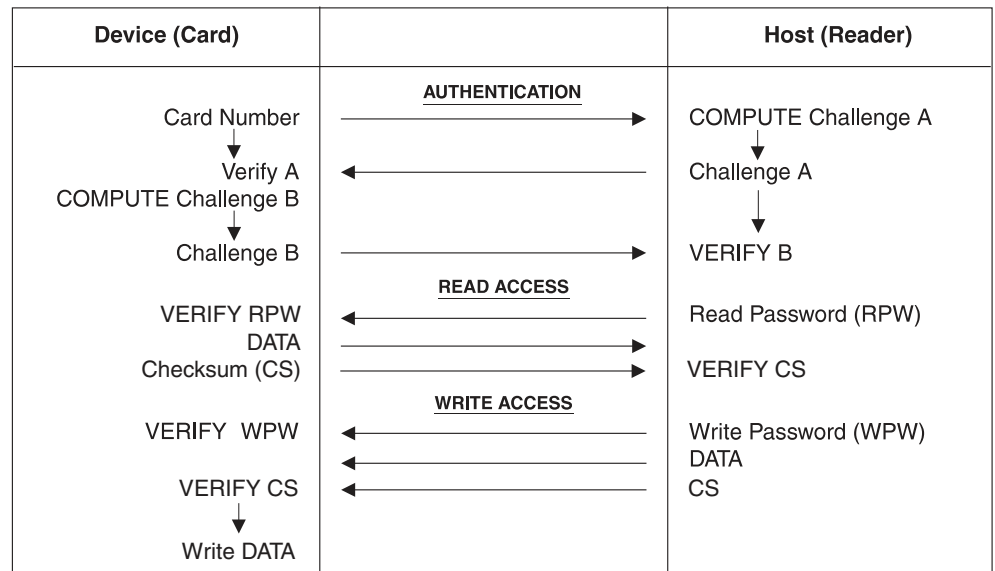 Device (Card) Host (Reader)
AUTHENTICATION
Card Number COMPUTE Challenge A
Verify A Challenge A
COMPUTE Challenge B
Challenge B VERIFY B
READ ACCESS
VERIFY RPW Read Password (RPW)
DATA
Checksum (CS) VERIFY CS
WRITE ACCESS
VERIFY WPW Write Password (WPW)
DATA
VERIFY CS CS
Write DATA